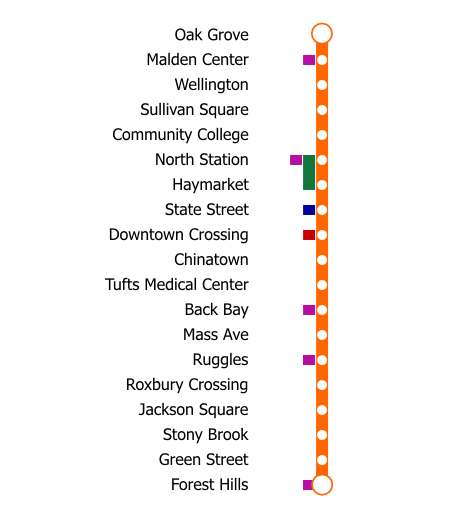 Oak Grove
Malden Center
Wellington
Sullivan Square
Community College
North Station
Haymarket
State Street
Downtown Crossing
Chinatown
Tufts Medical Center
Back Bay
Mass Ave
Ruggles
Roxbury Crossing
Jackson Square
Stony Brook
Green Street
Forest Hills